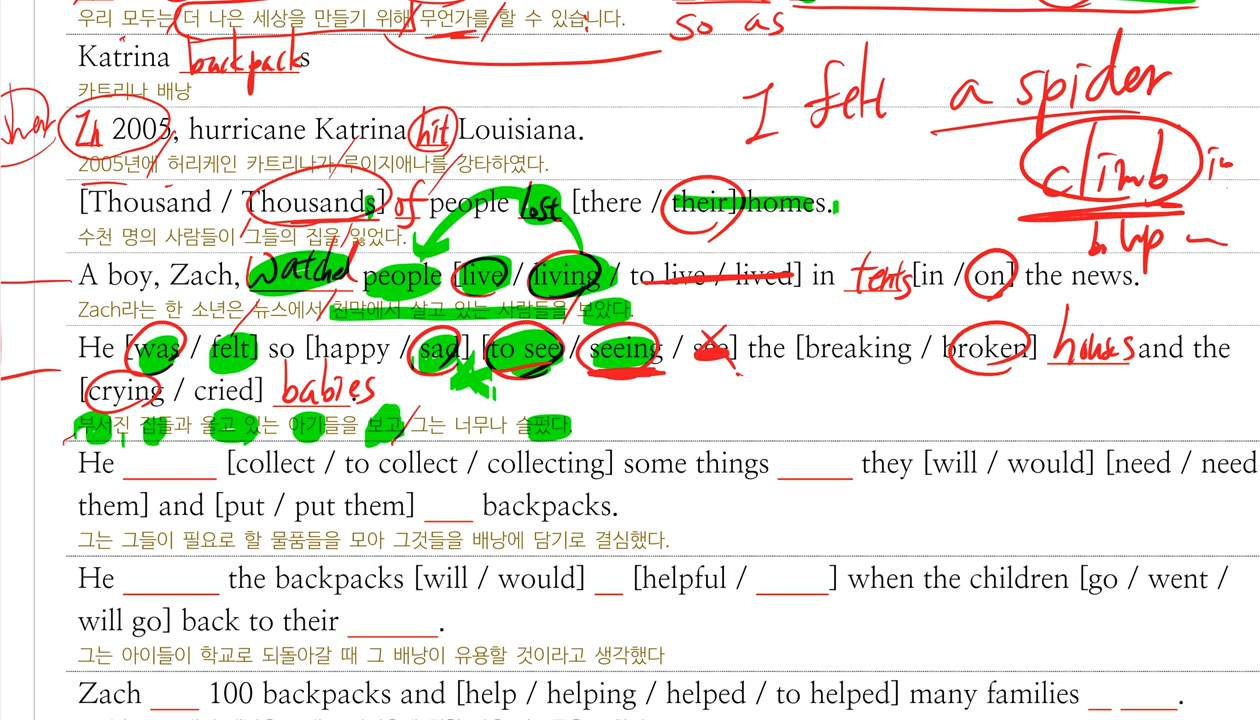 우리 모두는 더 나은 세상을 만들기 위해 무언가를 할 수 있습니다.
so as
Katrina backpacks
카트리나 배낭
I felt a spider
climb
In 2005, hurricane Katrina hit Louisiana.
2005년에 허리케인 카트리나가 루이지애나를 강타하였다.
[Thousand / Thousands] of people lost [there / their] homes.
수천 명의 사람들이 그들의 집을 잃었다.
A boy, Zach, watched people [live / living / to live / lived] in tents [in / on] the news.
Zach라는 한 소년은 뉴스에서 천막에서 살고 있는 사람들을 보았다.
He [was / felt] so [happy / sad] [to see / seeing / see] the [breaking / broken] houses and the
[crying / cried] babies.
부서진 집들과 울고 있는 아기들을 보고, 그는 너무나 슬펐다.
He ______ [collect / to collect / collecting] some things _____ they [will / would] [need / need
them] and [put / put them] ___ backpacks.
그는 그들이 필요로 할 물품들을 모아 그것들을 배낭에 담기로 결심했다.
He ______ the backpacks [will / would] __ [helpful / _____] when the children [go / went /
will go] back to their ______.
그는 아이들이 학교로 되돌아갈 때 그 배낭이 유용할 것이라고 생각했다
Zach ___ 100 backpacks and [help / helping / helped / to helped] many families __ ____.